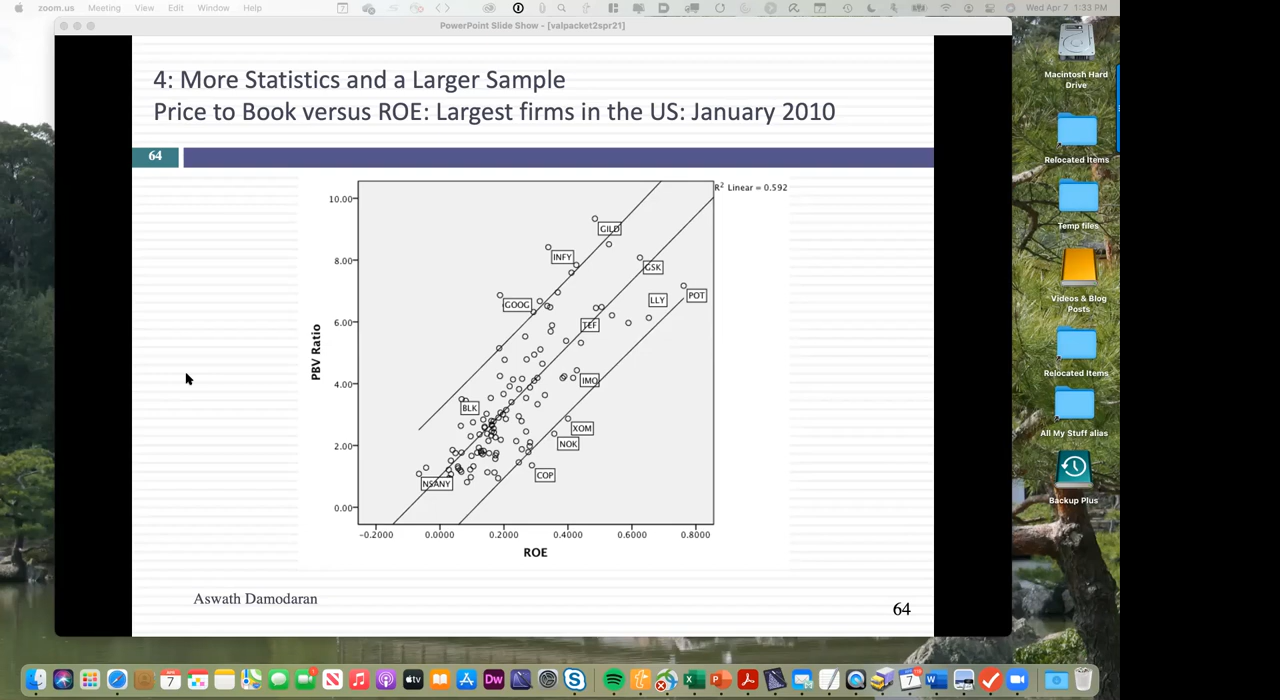 zoom.us Meeting View Edit Window Help
Wed Apr 7 1:33 PM
PowerPoint Slide Show - [valpacket2spr21]
4: More Statistics and a Larger Sample
Price to Book versus ROE: Largest firms in the US: January 2010
64
R² Linear = 0.592
10.00
8.00
6.00
4.00
2.00
0.00
PBV Ratio
GILD
INFY
GSK
LLY
POT
GOOG
TEF
IMO
BLK
XOM
NOK
COP
NSANY
-0.2000 0.0000 0.2000 0.4000 0.6000 0.8000
ROE
Aswath Damodaran
64
Macintosh Hard
Drive
Relocated Items
Temp files
Videos & Blog
Posts
Relocated Items
All My Stuff alias
Backup Plus